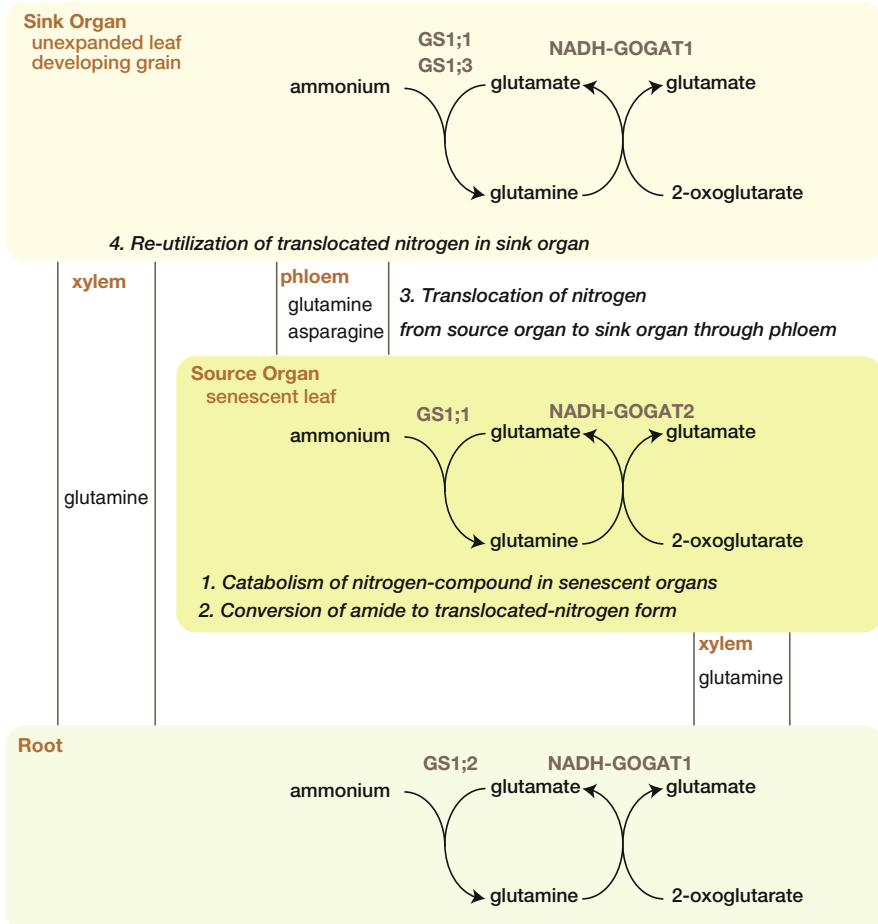 Sink Organ
unexpanded leaf
developing grain
GS1;1
GS1;3
NADH-GOGAT1
ammonium
glutamate
glutamate
glutamine
2-oxoglutarate
4. Re-utilization of translocated nitrogen in sink organ
xylem
glutamine
phloem
glutamine
asparagine
3. Translocation of nitrogen
from source organ to sink organ through phloem
Source Organ
senescent leaf
GS1;1
NADH-GOGAT2
ammonium
glutamate
glutamate
glutamine
2-oxoglutarate
1. Catabolism of nitrogen-compound in senescent organs
2. Conversion of amide to translocated-nitrogen form
xylem
glutamine
Root
GS1;2
NADH-GOGAT1
ammonium
glutamate
glutamate
glutamine
2-oxoglutarate